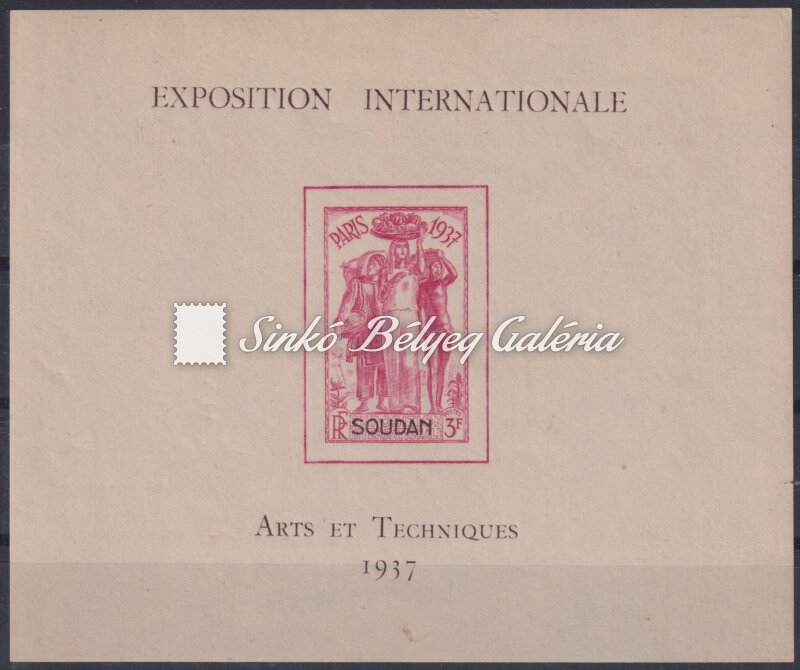 EXPOSITION INTERNATIONALE
PARIS 1937
Sinkó Bélyeg Galéria
RF SOUDAN POSTES 3F
ARTS ET TECHNIQUES
1937